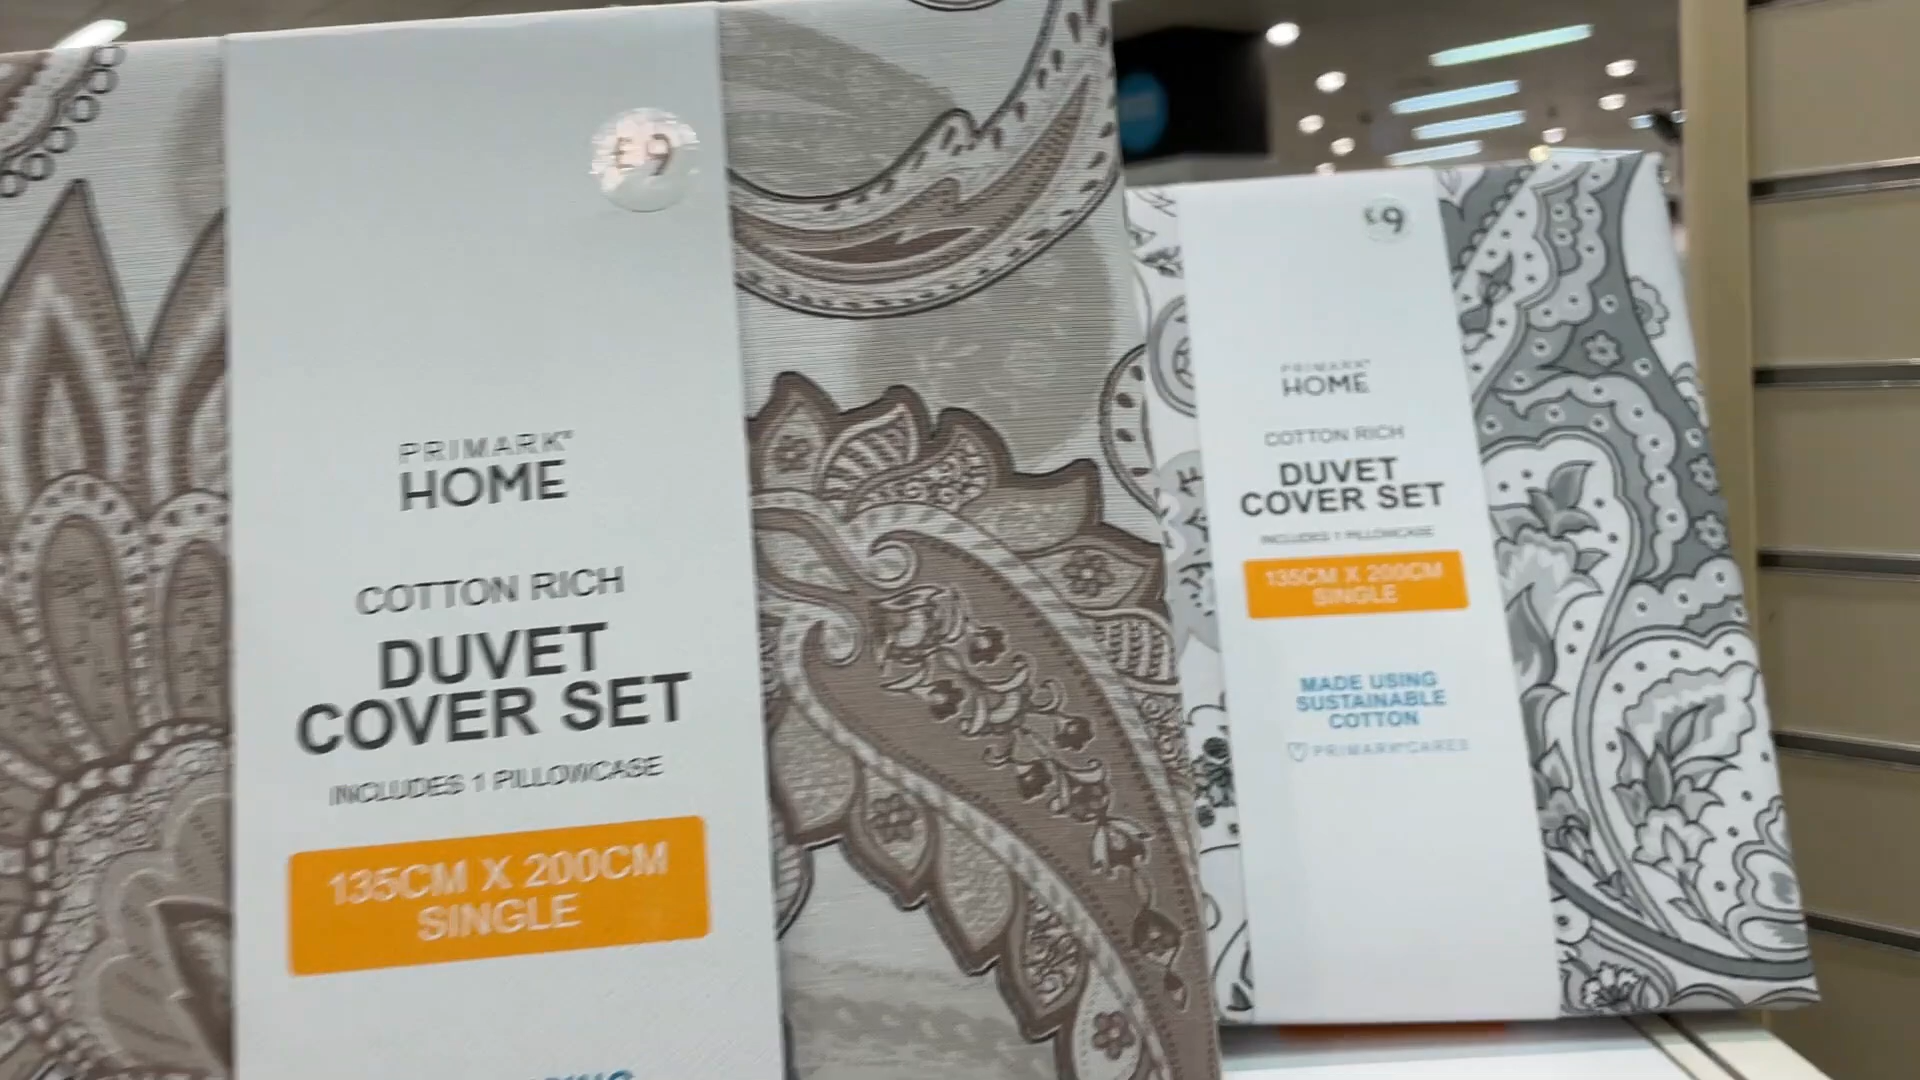 £9
PRIMARK®
HOME
COTTON RICH
DUVET
COVER SET
INCLUDES 1 PILLOWCASE
135CM X 200CM
SINGLE
£9
PRIMARK®
HOME
COTTON RICH
DUVET
COVER SET
INCLUDES 1 PILLOWCASE
135CM X 200CM
SINGLE
MADE USING
SUSTAINABLE
COTTON
PRIMARK®CARES